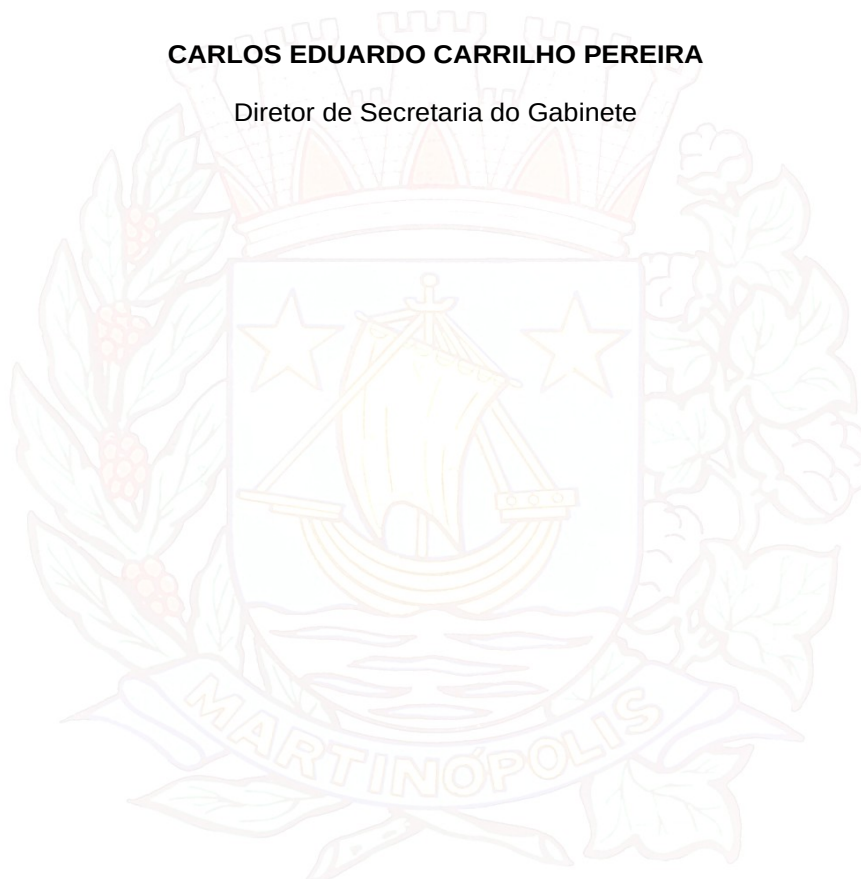 CARLOS EDUARDO CARRILHO PEREIRA
Diretor de Secretaria do Gabinete
MARTINÓPOLIS